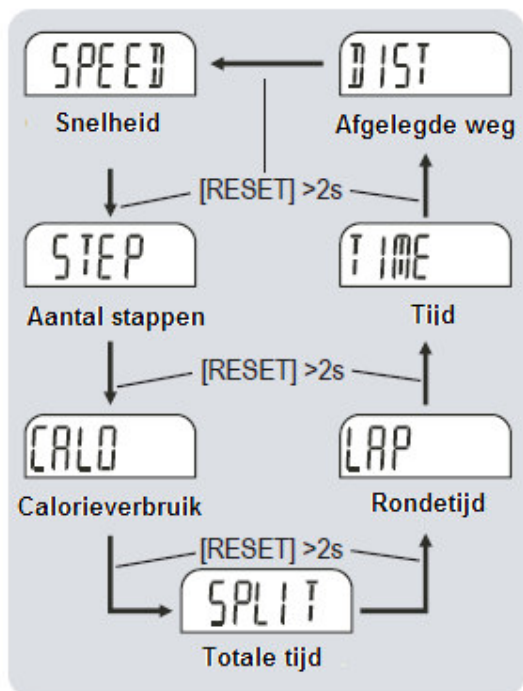 SPEED
DIST
Snelheid
Afgelegde weg
[RESET] >2s
STEP
TIME
Aantal stappen
Tijd
[RESET] >2s
CALO
LAP
Calorieverbruik
Rondetijd
[RESET] >2s
SPLIT
Totale tijd